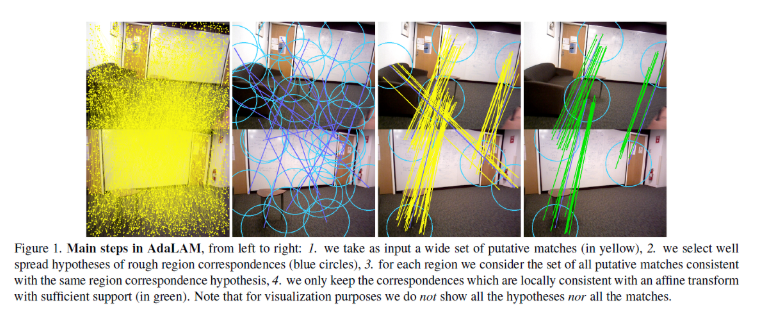 Figure 1. Main steps in AdaLAM, from left to right: 1. we take as input a wide set of putative matches (in yellow), 2. we select well
spread hypotheses of rough region correspondences (blue circles), 3. for each region we consider the set of all putative matches consistent
with the same region correspondence hypothesis, 4. we only keep the correspondences which are locally consistent with an affine transform
with sufficient support (in green). Note that for visualization purposes we do not show all the hypotheses nor all the matches.